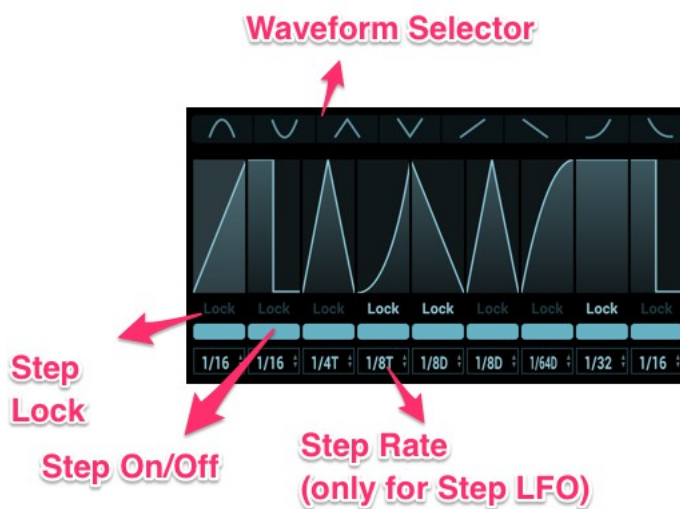 Waveform Selector
Lock Lock Lock Lock Lock Lock Lock Lock Lock
1/16 1/16 1/4T 1/8T 1/8D 1/8D 1/64D 1/32 1/16
Step
Lock
Step On/Off
Step Rate
(only for Step LFO)